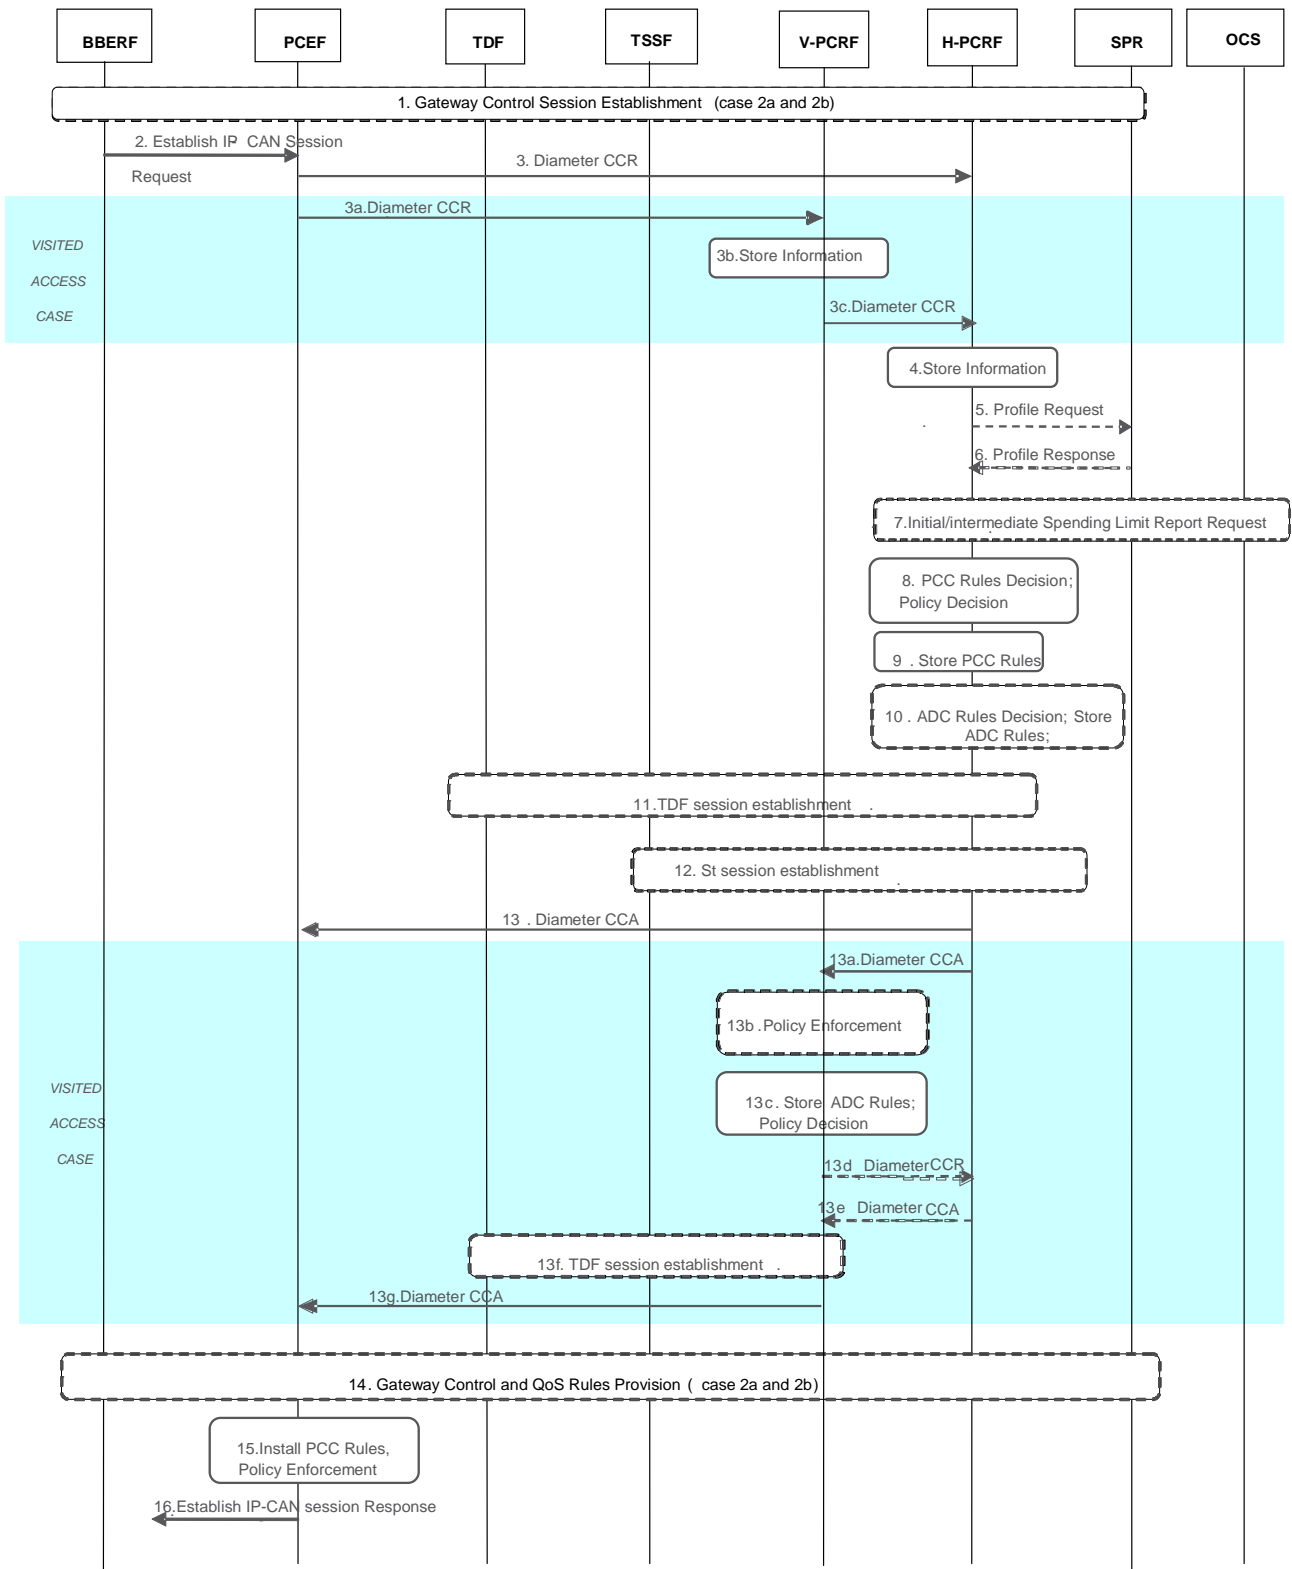 BBERF
PCEF
TDF
TSSF
V-PCRF
H-PCRF
SPR
OCS
1. Gateway Control Session Establishment (case 2a and 2b)
2. Establish IP- CAN Session
Request
3. Diameter CCR
3a.Diameter CCR
VISITED
ACCESS
CASE
3b.Store Information
3c.Diameter CCR
4.Store Information
5. Profile Request
6. Profile Response
7.Initial/intermediate Spending Limit Report Request
8. PCC Rules Decision;
Policy Decision
9 . Store PCC Rules
10 . ADC Rules Decision; Store
ADC Rules;
11.TDF session establishment .
12. St session establishment .
13 . Diameter CCA
13a.Diameter CCA
13b .Policy Enforcement
VISITED
ACCESS
CASE
13c . Store ADC Rules;
Policy Decision
13d Diameter CCR
13e Diameter CCA
13f. TDF session establishment .
13g.Diameter CCA
14. Gateway Control and QoS Rules Provision ( case 2a and 2b)
15.Install PCC Rules,
Policy Enforcement
16.Establish IP-CAN session Response